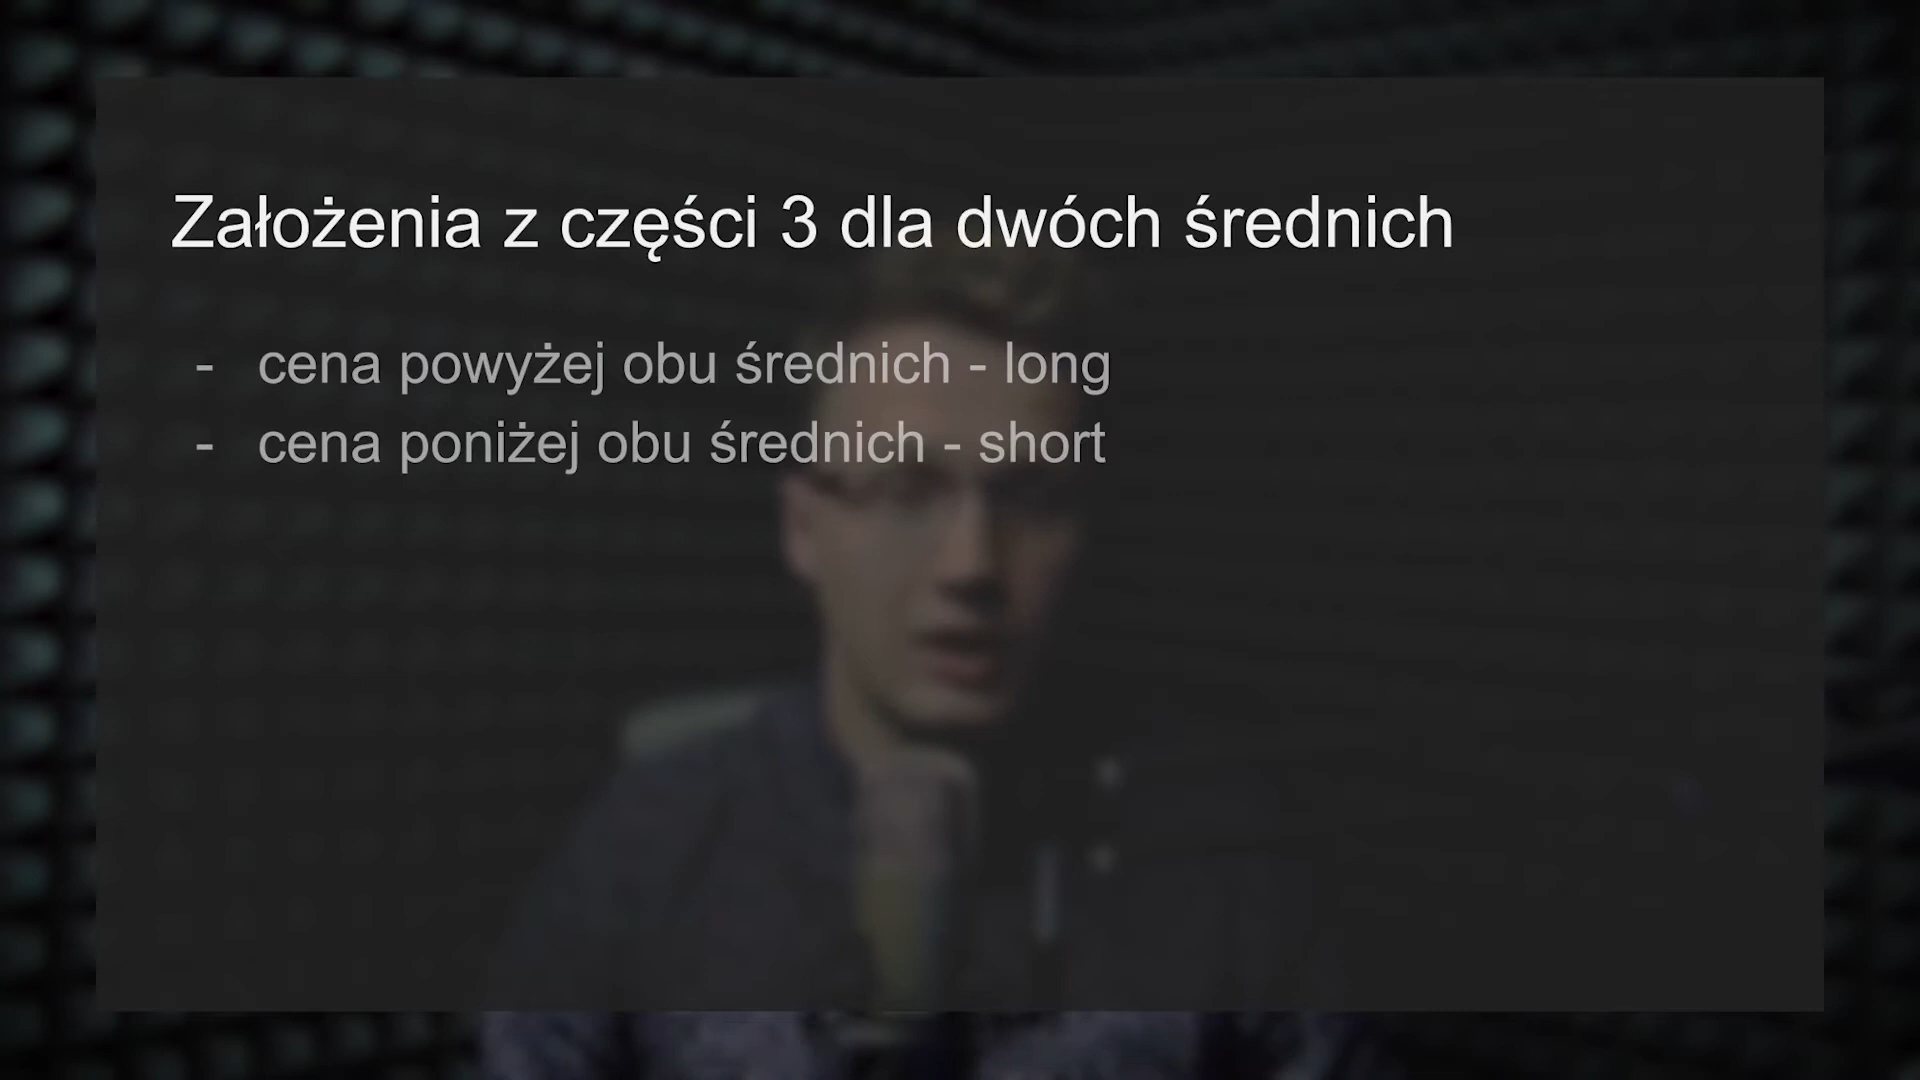 Założenia z części 3 dla dwóch średnich
- cena powyżej obu średnich - long
- cena poniżej obu średnich - short